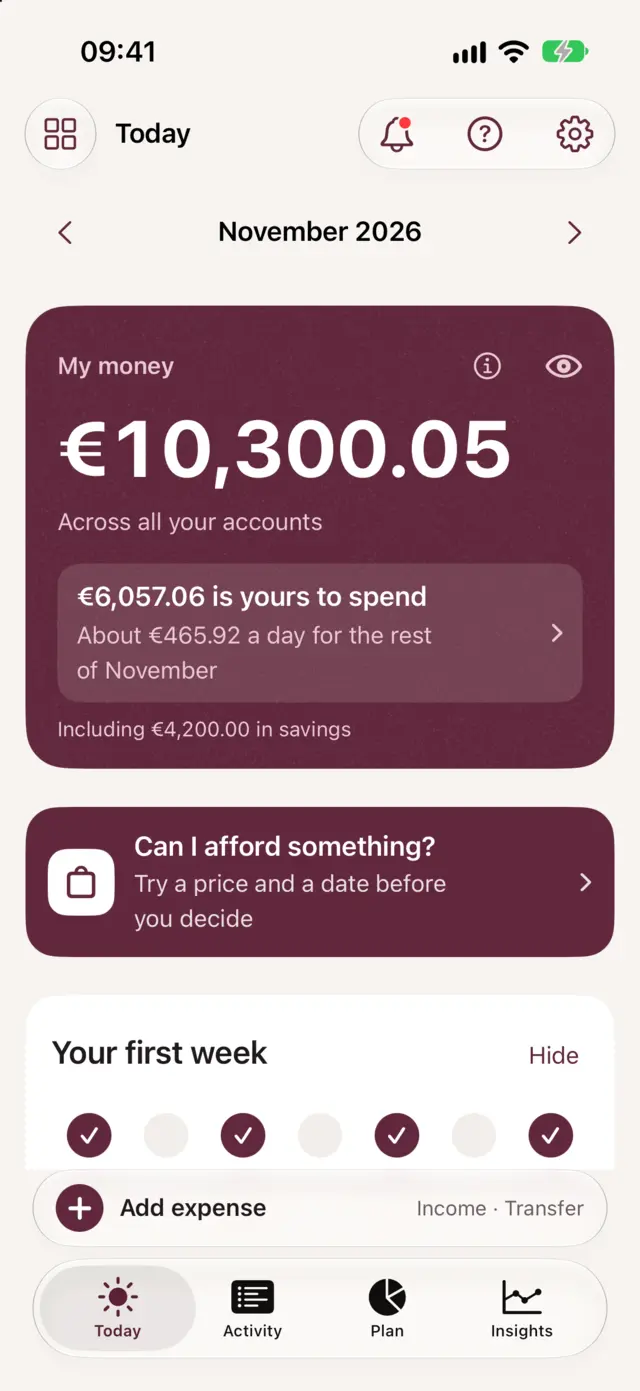 09:41
Today
November 2026
My money
€10,300.05
Across all your accounts
€6,057.06 is yours to spend
About €465.92 a day for the rest
of November
Including €4,200.00 in savings
Can I afford something?
Try a price and a date before
you decide
Your first week
Hide
Add expense
Income · Transfer
Today
Activity
Plan
Insights